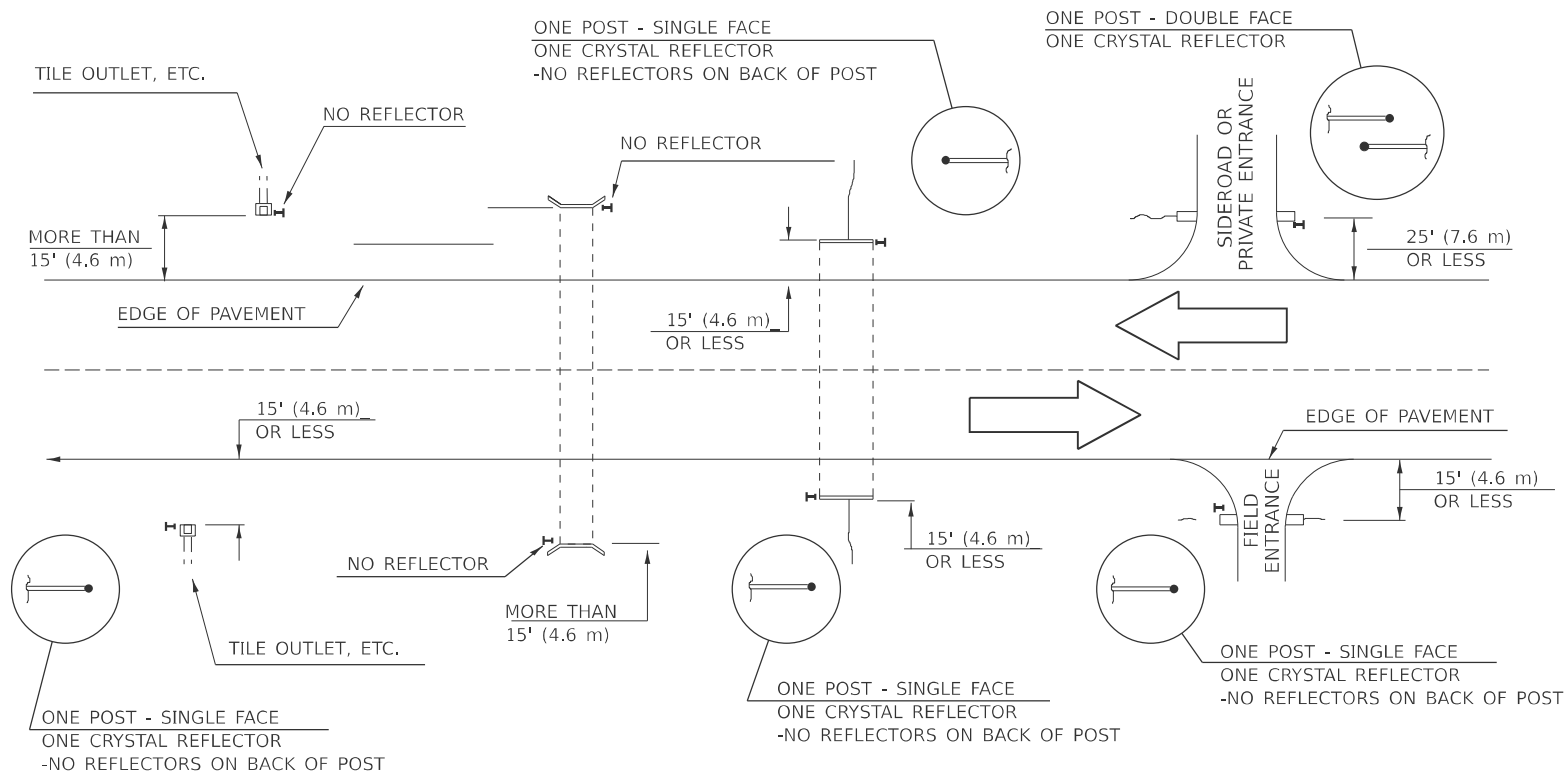 ONE POST - SINGLE FACE
ONE CRYSTAL REFLECTOR
-NO REFLECTORS ON BACK OF POST
ONE POST - DOUBLE FACE
ONE CRYSTAL REFLECTOR
TILE OUTLET, ETC.
NO REFLECTOR
NO REFLECTOR
SIDEROAD OR
PRIVATE ENTRANCE
MORE THAN
15' (4.6 m)
25' (7.6 m)
OR LESS
EDGE OF PAVEMENT
15' (4.6 m)
OR LESS
15' (4.6 m)
OR LESS
EDGE OF PAVEMENT
15' (4.6 m)
OR LESS
FIELD
ENTRANCE
15' (4.6 m)
OR LESS
NO REFLECTOR
MORE THAN
15' (4.6 m)
TILE OUTLET, ETC.
ONE POST - SINGLE FACE
ONE CRYSTAL REFLECTOR
-NO REFLECTORS ON BACK OF POST
ONE POST - SINGLE FACE
ONE CRYSTAL REFLECTOR
-NO REFLECTORS ON BACK OF POST
ONE POST - SINGLE FACE
ONE CRYSTAL REFLECTOR
-NO REFLECTORS ON BACK OF POST